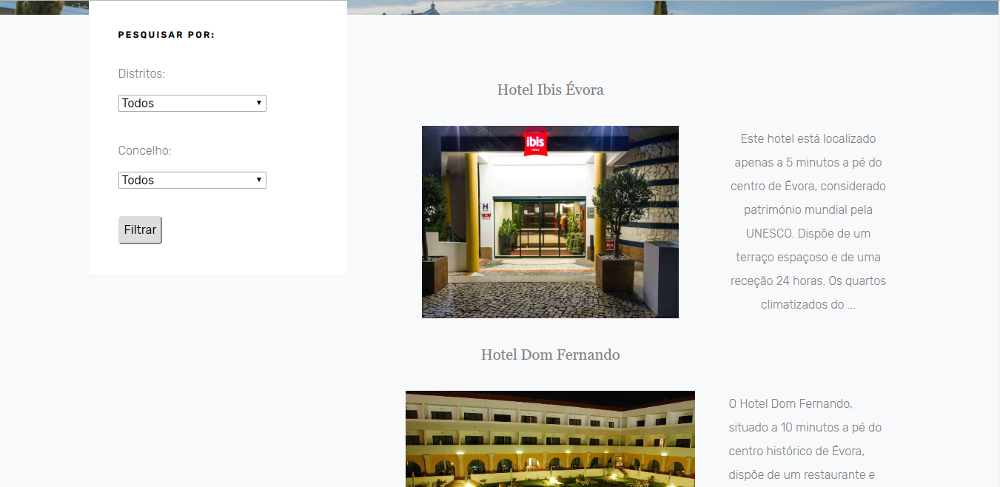 PESQUISAR POR:
Distritos:
Todos
Concelho:
Todos
Filtrar
Hotel Ibis Évora
ibis
HOTEL
H
Este hotel está localizado
apenas a 5 minutos a pé do
centro de Évora, considerado
património mundial pela
UNESCO. Dispõe de um
terraço espaçoso e de uma
receção 24 horas. Os quartos
climatizados do ...
Hotel Dom Fernando
O Hotel Dom Fernando,
situado a 10 minutos a pé do
centro histórico de Évora,
dispõe de um restaurante e